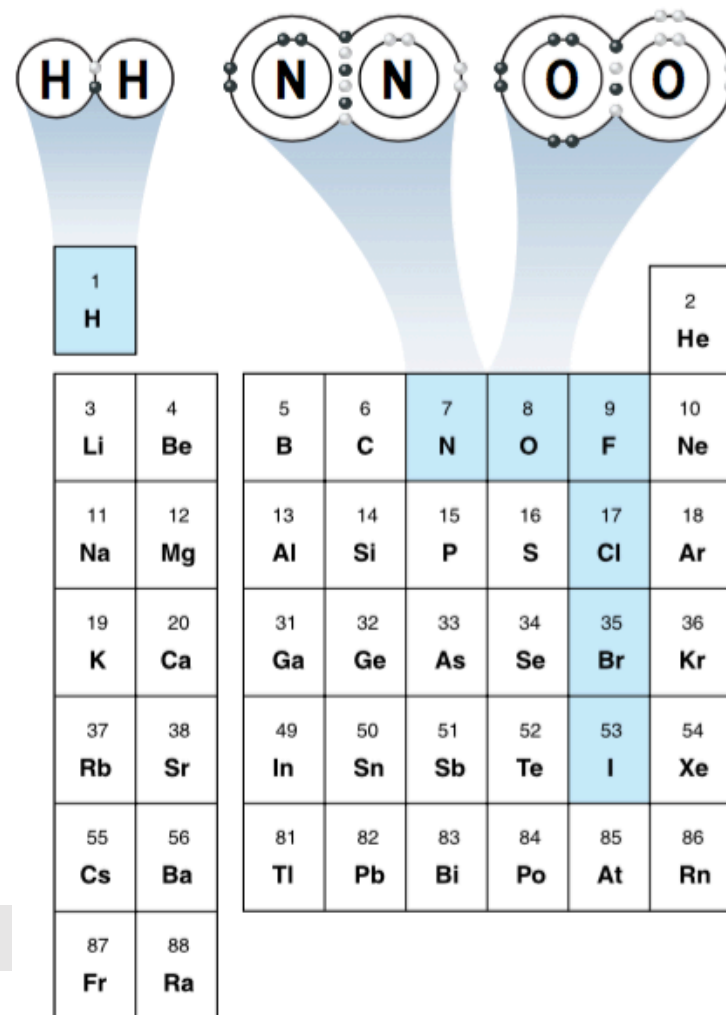 H H N N O O
1
H
2
He
3 4 5 6 7 8 9 10
Li Be B C N O F Ne
11 12 13 14 15 16 17 18
Na Mg Al Si P S Cl Ar
19 20 31 32 33 34 35 36
K Ca Ga Ge As Se Br Kr
37 38 49 50 51 52 53 54
Rb Sr In Sn Sb Te I Xe
55 56 81 82 83 84 85 86
Cs Ba Tl Pb Bi Po At Rn
87 88
Fr Ra